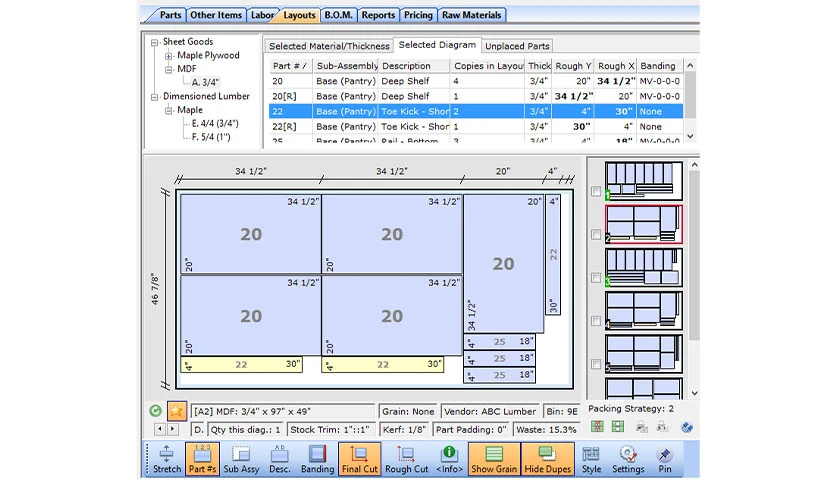 Parts Other Items Labor Layouts B.O.M. Reports Pricing Raw Materials
Sheet Goods
Maple Plywood
MDF
A. 3/4"
Dimensioned Lumber
Maple
E. 4/4 (3/4")
F. 5/4 (1")
Selected Material/Thickness Selected Diagram Unplaced Parts
Part # / Sub-Assembly Description Copies in Layout Thick Rough Y Rough X Banding
20 Base (Pantry) Deep Shelf 4 3/4" 20" 34 1/2" MV-0-0-0
20[R] Base (Pantry) Deep Shelf 1 3/4" 34 1/2" 20" MV-0-0-0
22 Base (Pantry) Toe Kick - Shor 2 3/4" 4" 30" None
22[R] Base (Pantry) Toe Kick - Shor 1 3/4" 30" 4" None
25 Base (Pantry) Rail - Bottom 3 3/4" 4" 18" MV-0-0-0
34 1/2" 34 1/2" 20" 4"
46 7/8"
34 1/2" 34 1/2" 20" 4"
20 20 20 22
20" 20"
34 1/2" 34 1/2"
20 20
20" 20" 34 1/2" 30"
4" 25 18"
4" 25 18"
4" 25 18"
4" 22 30" 4" 22 30"
1
2
3
4
5
[A2] MDF: 3/4" x 97" x 49" Grain: None Vendor: ABC Lumber Bin: 9E
Packing Strategy: 2
D. Qty this diag.: 1 Stock Trim: 1"::1" Kerf: 1/8" Part Padding: 0" Waste: 15.3%
1 2 3
Stretch Part #s Sub Assy Desc. Banding Final Cut Rough Cut <Info> Show Grain Hide Dupes Style Settings Pin